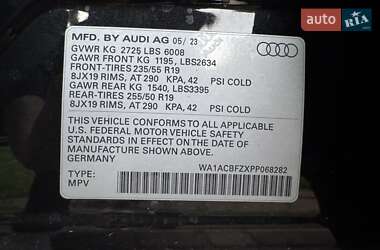 AUTO RIA
MFD. BY AUDI AG 05/23
GVWR KG 2725 LBS 6008
GAWR FRONT KG 1195, LBS2634
FRONT-TIRES 235/55 R19
8JX19 RIMS, AT 290 KPA, 42 PSI COLD
GAWR REAR KG 1540, LBS3395
REAR-TIRES 255/50 R19
8JX19 RIMS, AT 290 KPA, 42 PSI COLD
THIS VEHICLE CONFORMS TO ALL APPLICABLE
U.S. FEDERAL MOTOR VEHICLE SAFETY
STANDARDS IN EFFECT ON THE DATE OF
MANUFACTURE SHOWN ABOVE.
GERMANY
WA1ACBFZXPP068282
TYPE:
MPV